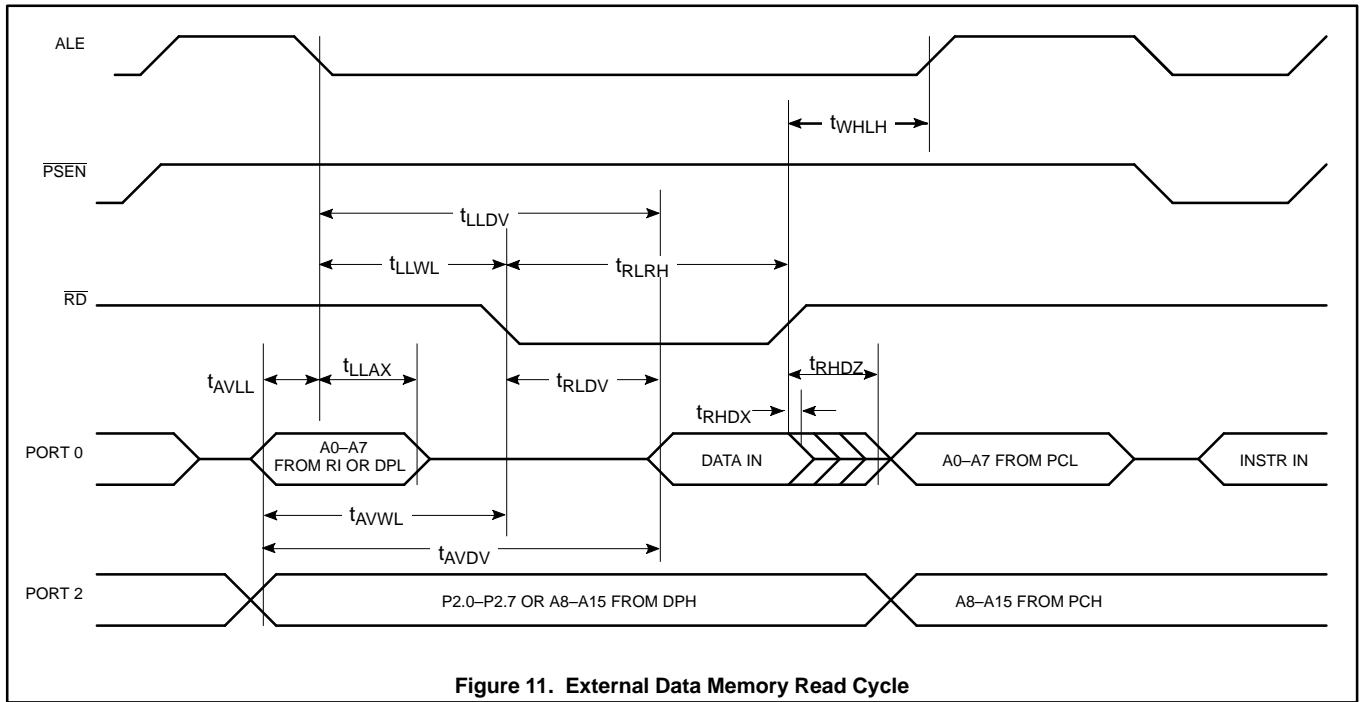 ALE
tWHLH
PSEN
tLLDV
tLLWL
tRLRH
RD
tAVLL
tLLAX
tRLDV
tRHDZ
tRHDX
PORT 0
A0–A7
FROM RI OR DPL
DATA IN
A0–A7 FROM PCL
INSTR IN
tAVWL
tAVDV
PORT 2
P2.0–P2.7 OR A8–A15 FROM DPH
A8–A15 FROM PCH
Figure 11. External Data Memory Read Cycle